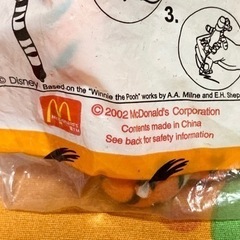 3.
© Disney Based on the "Winnie the Pooh" works by A.A. Milne and E.H. Shep
© 2002 McDonald's Corporation
Contents made in China
See back for safety information